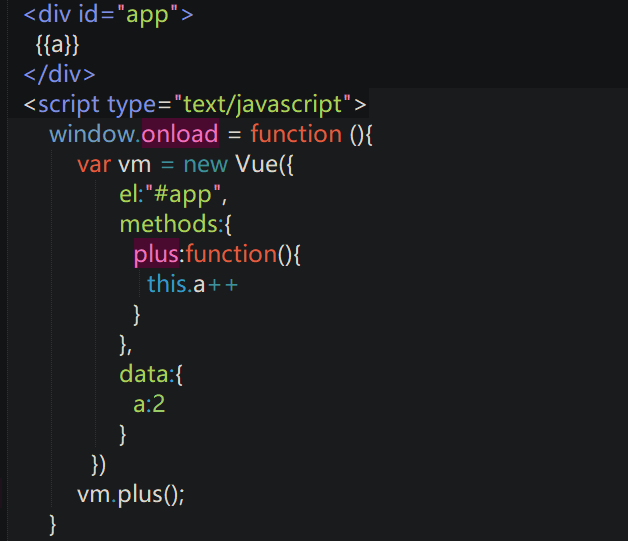 <div id="app">
{{a}}
</div>
<script type="text/javascript">
window.onload = function (){
var vm = new Vue({
el:"#app",
methods:{
plus:function(){
this.a++
}
},
data:{
a:2
}
})
vm.plus();
}